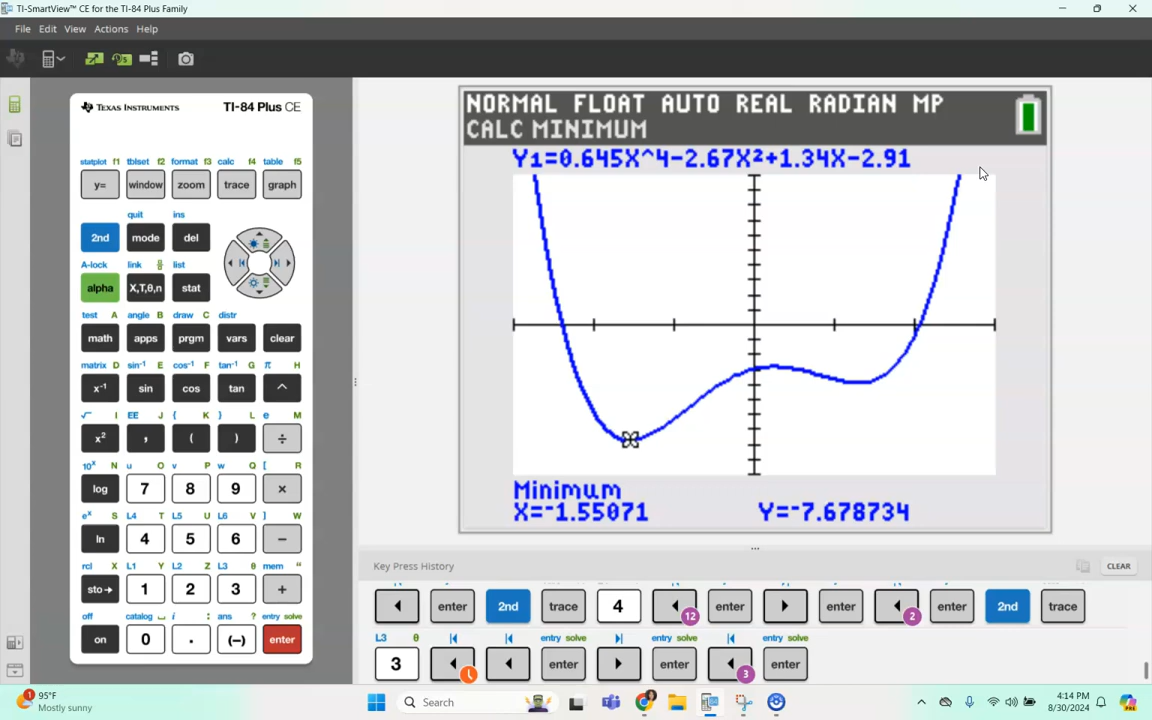 TI-SmartView™ CE for the TI-84 Plus Family
File Edit View Actions Help
TEXAS INSTRUMENTS TI-84 Plus CE
statplot f1 tblset f2 format f3 calc f4 table f5
y= window zoom trace graph
quit ins
2nd mode del
A-lock link list
alpha X,T,θ,n stat
test A angle B draw C distr
math apps prgm vars clear
matrix D sin⁻¹ E cos⁻¹ F tan⁻¹ G π H
x⁻¹ sin cos tan ^
√ I EE J { K } L e M
x² , ( ) ÷
10ˣ N u O v P w Q [ R
log 7 8 9 ×
eˣ S L4 T L5 U L6 V ] W
ln 4 5 6 −
rcl X L1 Y L2 Z L3 θ mem "
sto→ 1 2 3 +
off catalog i : ans ? entry solve
on 0 . (−) enter
NORMAL FLOAT AUTO REAL RADIAN MP
CALC MINIMUM
Y1=0.645X^4-2.67X²+1.34X-2.91
Minimum
X=-1.55071 Y=-7.678734
Key Press History CLEAR
enter 2nd trace 4 12 enter enter 2 enter 2nd trace
L3 θ entry solve entry solve entry solve
3 enter enter 3 enter
95°F
Mostly sunny
Search
4:14 PM
8/30/2024